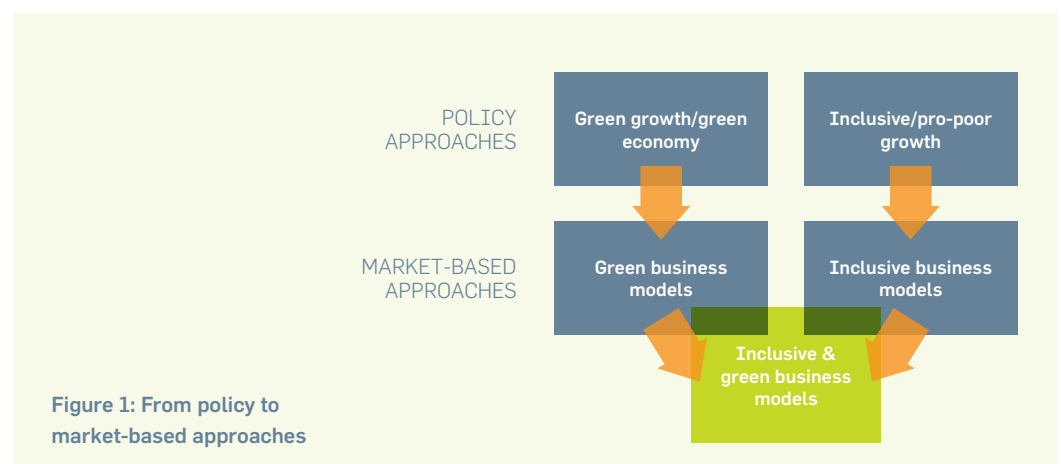 POLICY
APPROACHES
Green growth/green
economy
Inclusive/pro-poor
growth
MARKET-BASED
APPROACHES
Green business
models
Inclusive business
models
Inclusive &
green business
models
Figure 1: From policy to
market-based approaches